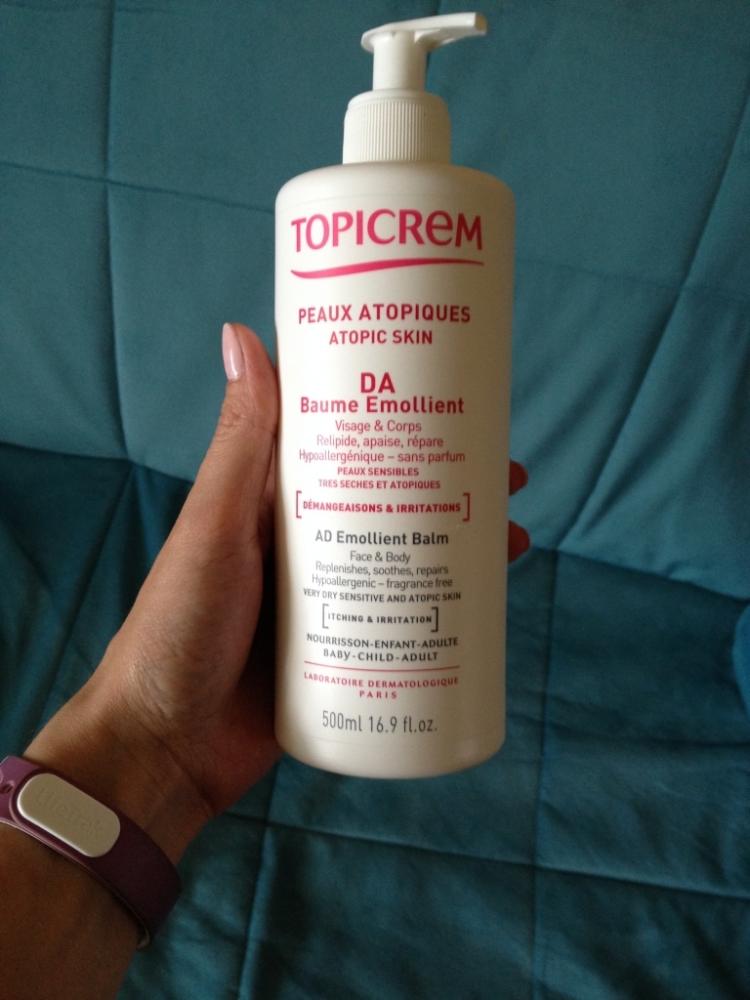 TOPICREM
PEAUX ATOPIQUES
ATOPIC SKIN
DA
Baume Emollient
Visage & Corps
Relipide, apaise, répare
Hypoallergénique – sans parfum
PEAUX SENSIBLES
TRES SECHES ET ATOPIQUES
[DÉMANGEAISONS & IRRITATIONS]
AD Emollient Balm
Face & Body
Replenishes, soothes, repairs
Hypoallergenic – fragrance free
VERY DRY SENSITIVE AND ATOPIC SKIN
[ITCHING & IRRITATION]
NOURRISSON-ENFANT-ADULTE
BABY-CHILD-ADULT
LABORATOIRE DERMATOLOGIQUE
PARIS
500ml 16.9 fl.oz.